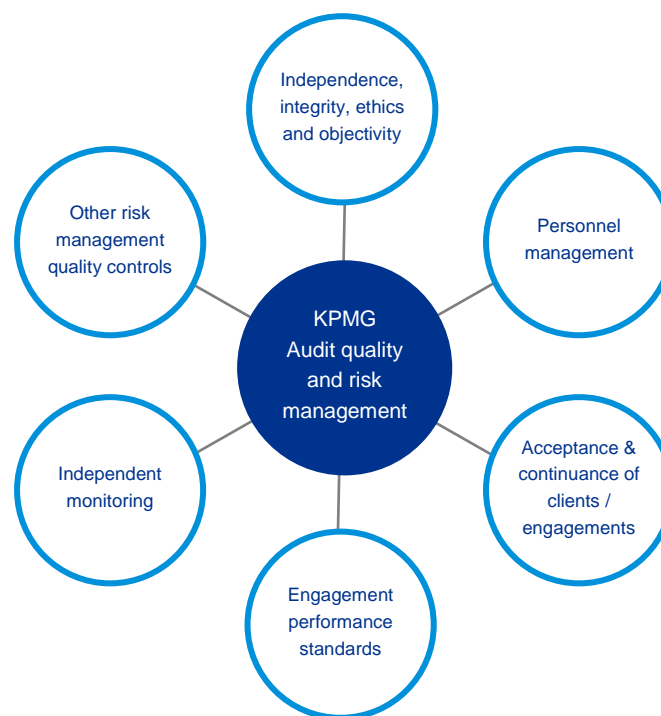 Independence,
integrity, ethics
and objectivity
Other risk
management
quality controls
Personnel
management
KPMG
Audit quality
and risk
management
Independent
monitoring
Acceptance &
continuance of
clients /
engagements
Engagement
performance
standards